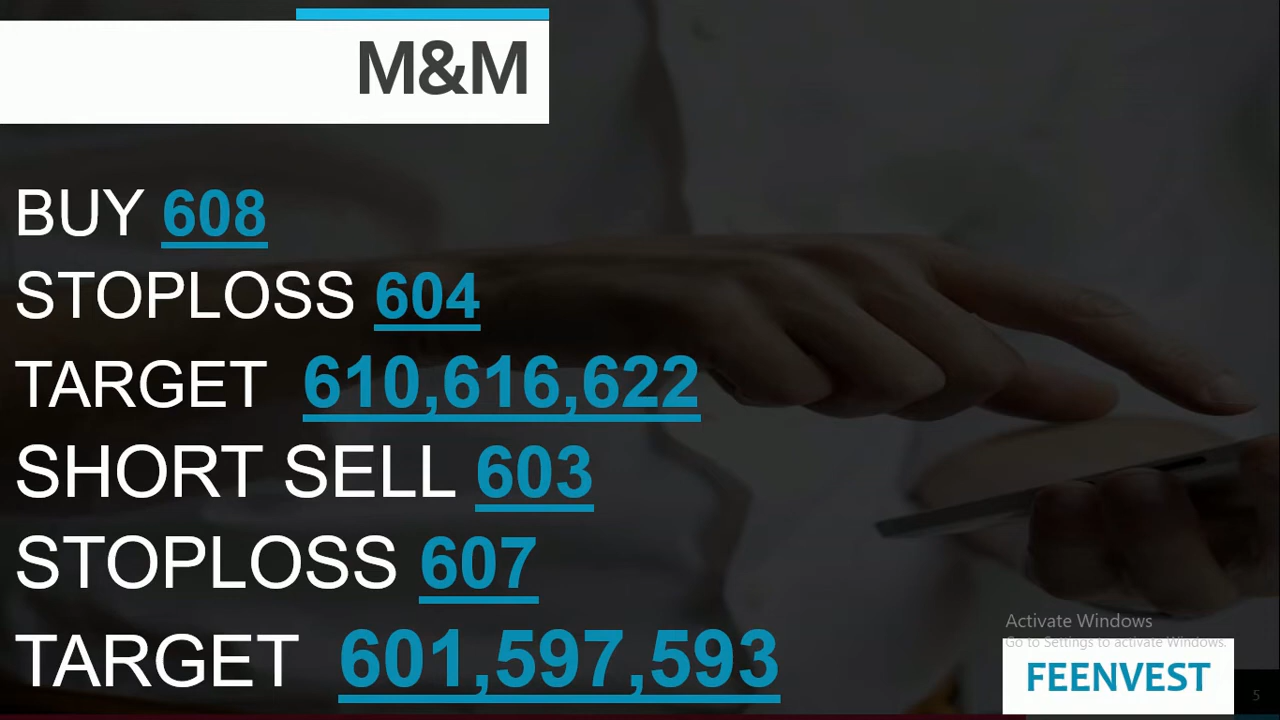 M&M
BUY 608
STOPLOSS 604
TARGET 610,616,622
SHORT SELL 603
STOPLOSS 607
TARGET 601,597,593
Activate Windows
Go to Settings to activate Windows.
FEENVEST
5